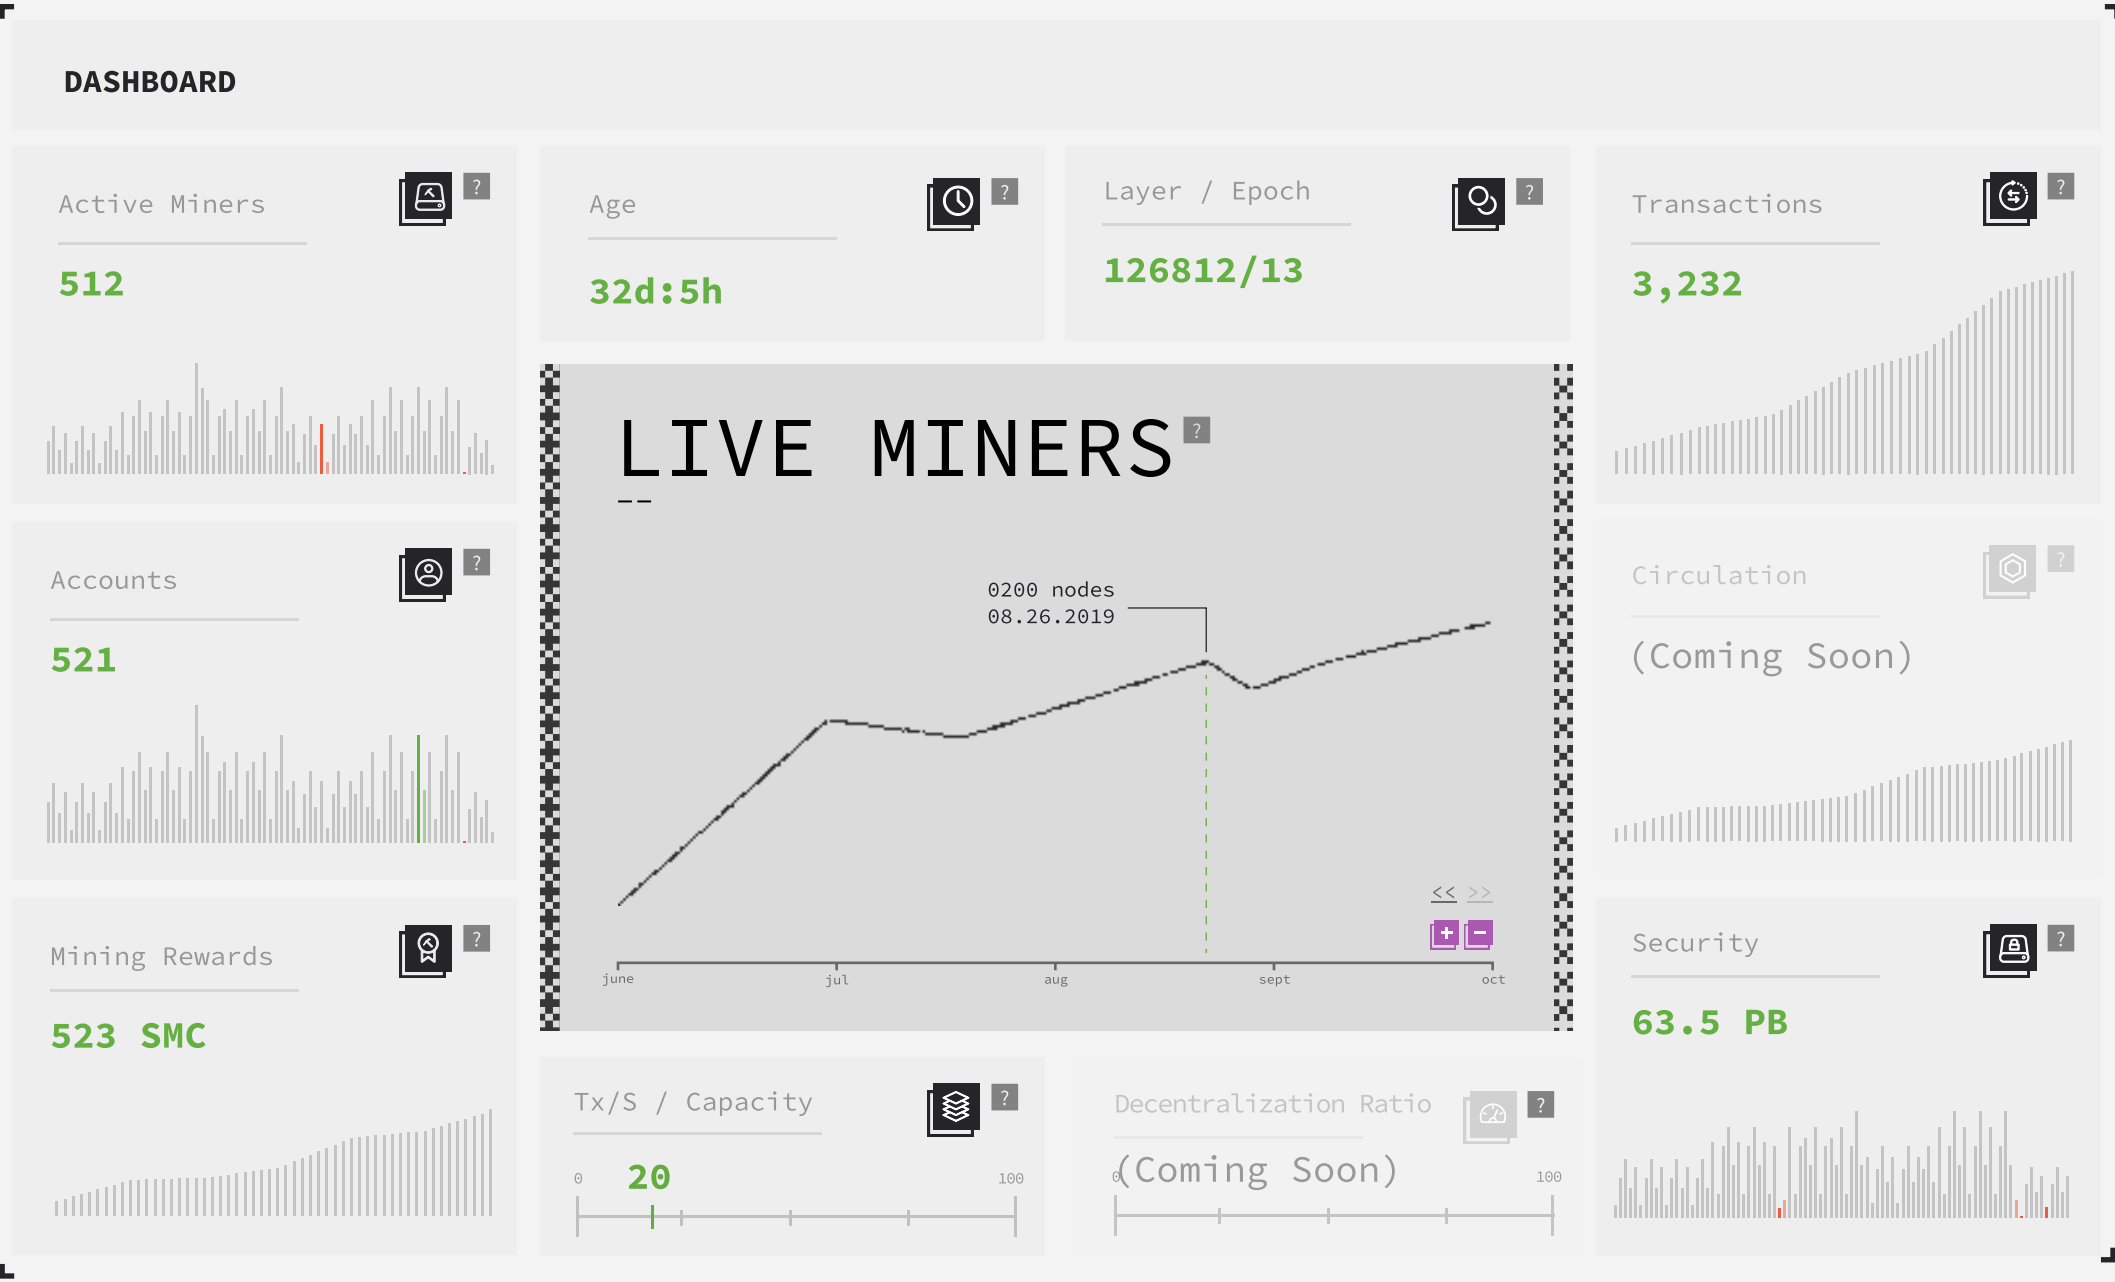 DASHBOARD
Active Miners
?
512
Age
?
32d:5h
Layer / Epoch
?
126812/13
Transactions
?
3,232
LIVE MINERS
?
--
0200 nodes
08.26.2019
<< >>
+ −
june jul aug sept oct
Accounts
?
521
Circulation
?
(Coming Soon)
Mining Rewards
?
523 SMC
Security
?
63.5 PB
Tx/S / Capacity
?
0 20 100
Decentralization Ratio
?
(Coming Soon)
0 100